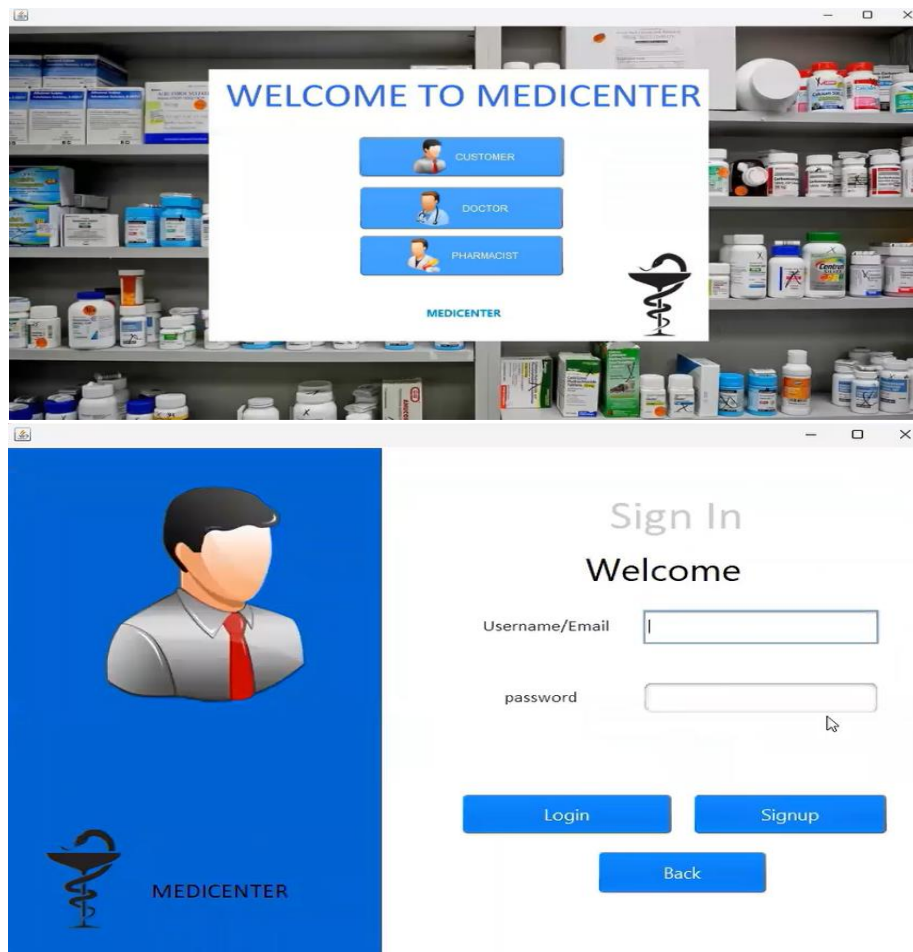 WELCOME TO MEDICENTER
CUSTOMER
DOCTOR
PHARMACIST
MEDICENTER
Sign In
Welcome
Username/Email
password
Login
Signup
Back
MEDICENTER